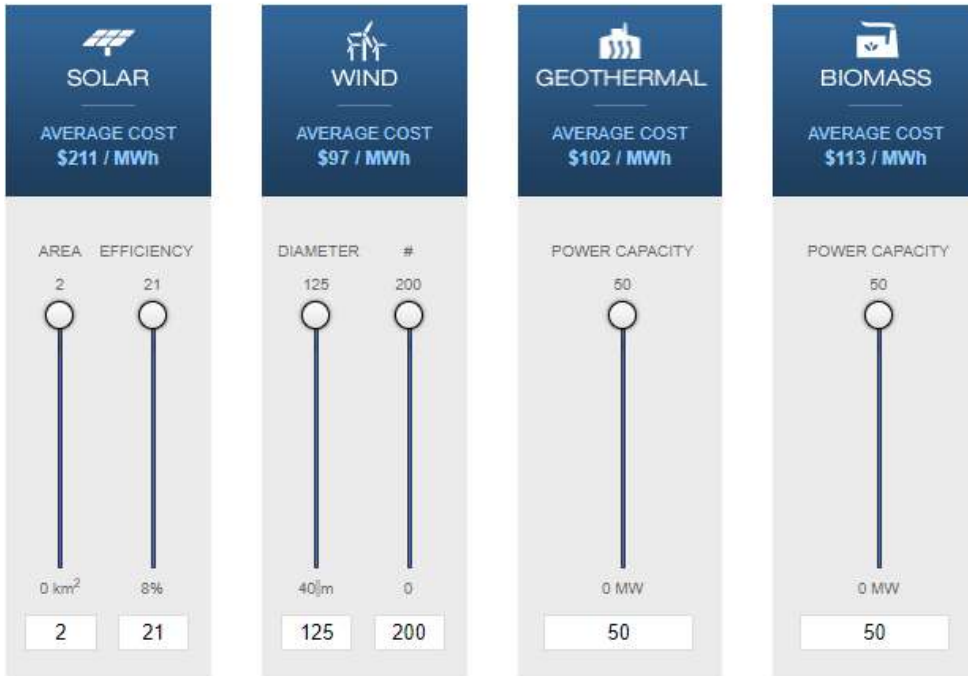 SOLAR
AVERAGE COST
$211 / MWh
AREA EFFICIENCY
2 21
0 km² 8%
2 21
WIND
AVERAGE COST
$97 / MWh
DIAMETER #
125 200
40 m 0
125 200
GEOTHERMAL
AVERAGE COST
$102 / MWh
POWER CAPACITY
50
0 MW
50
BIOMASS
AVERAGE COST
$113 / MWh
POWER CAPACITY
50
0 MW
50